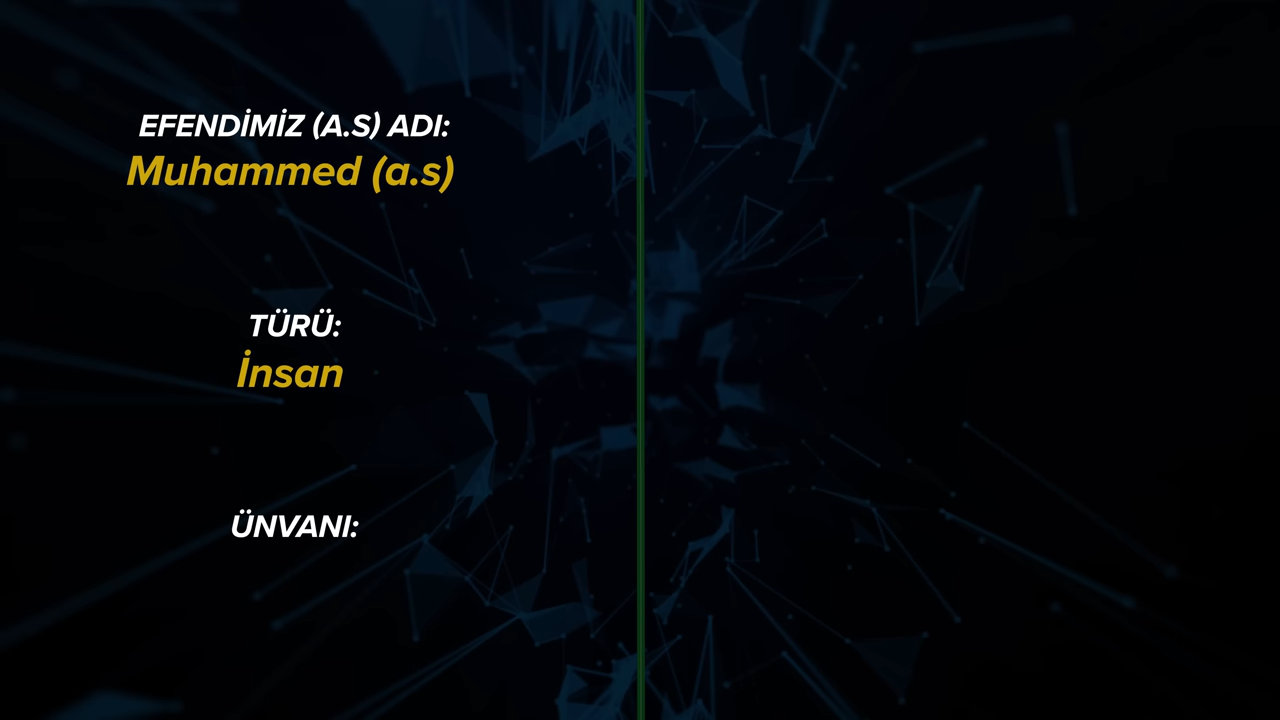 EFENDİMİZ (A.S) ADI:
Muhammed (a.s)
TÜRÜ:
İnsan
ÜNVANI: